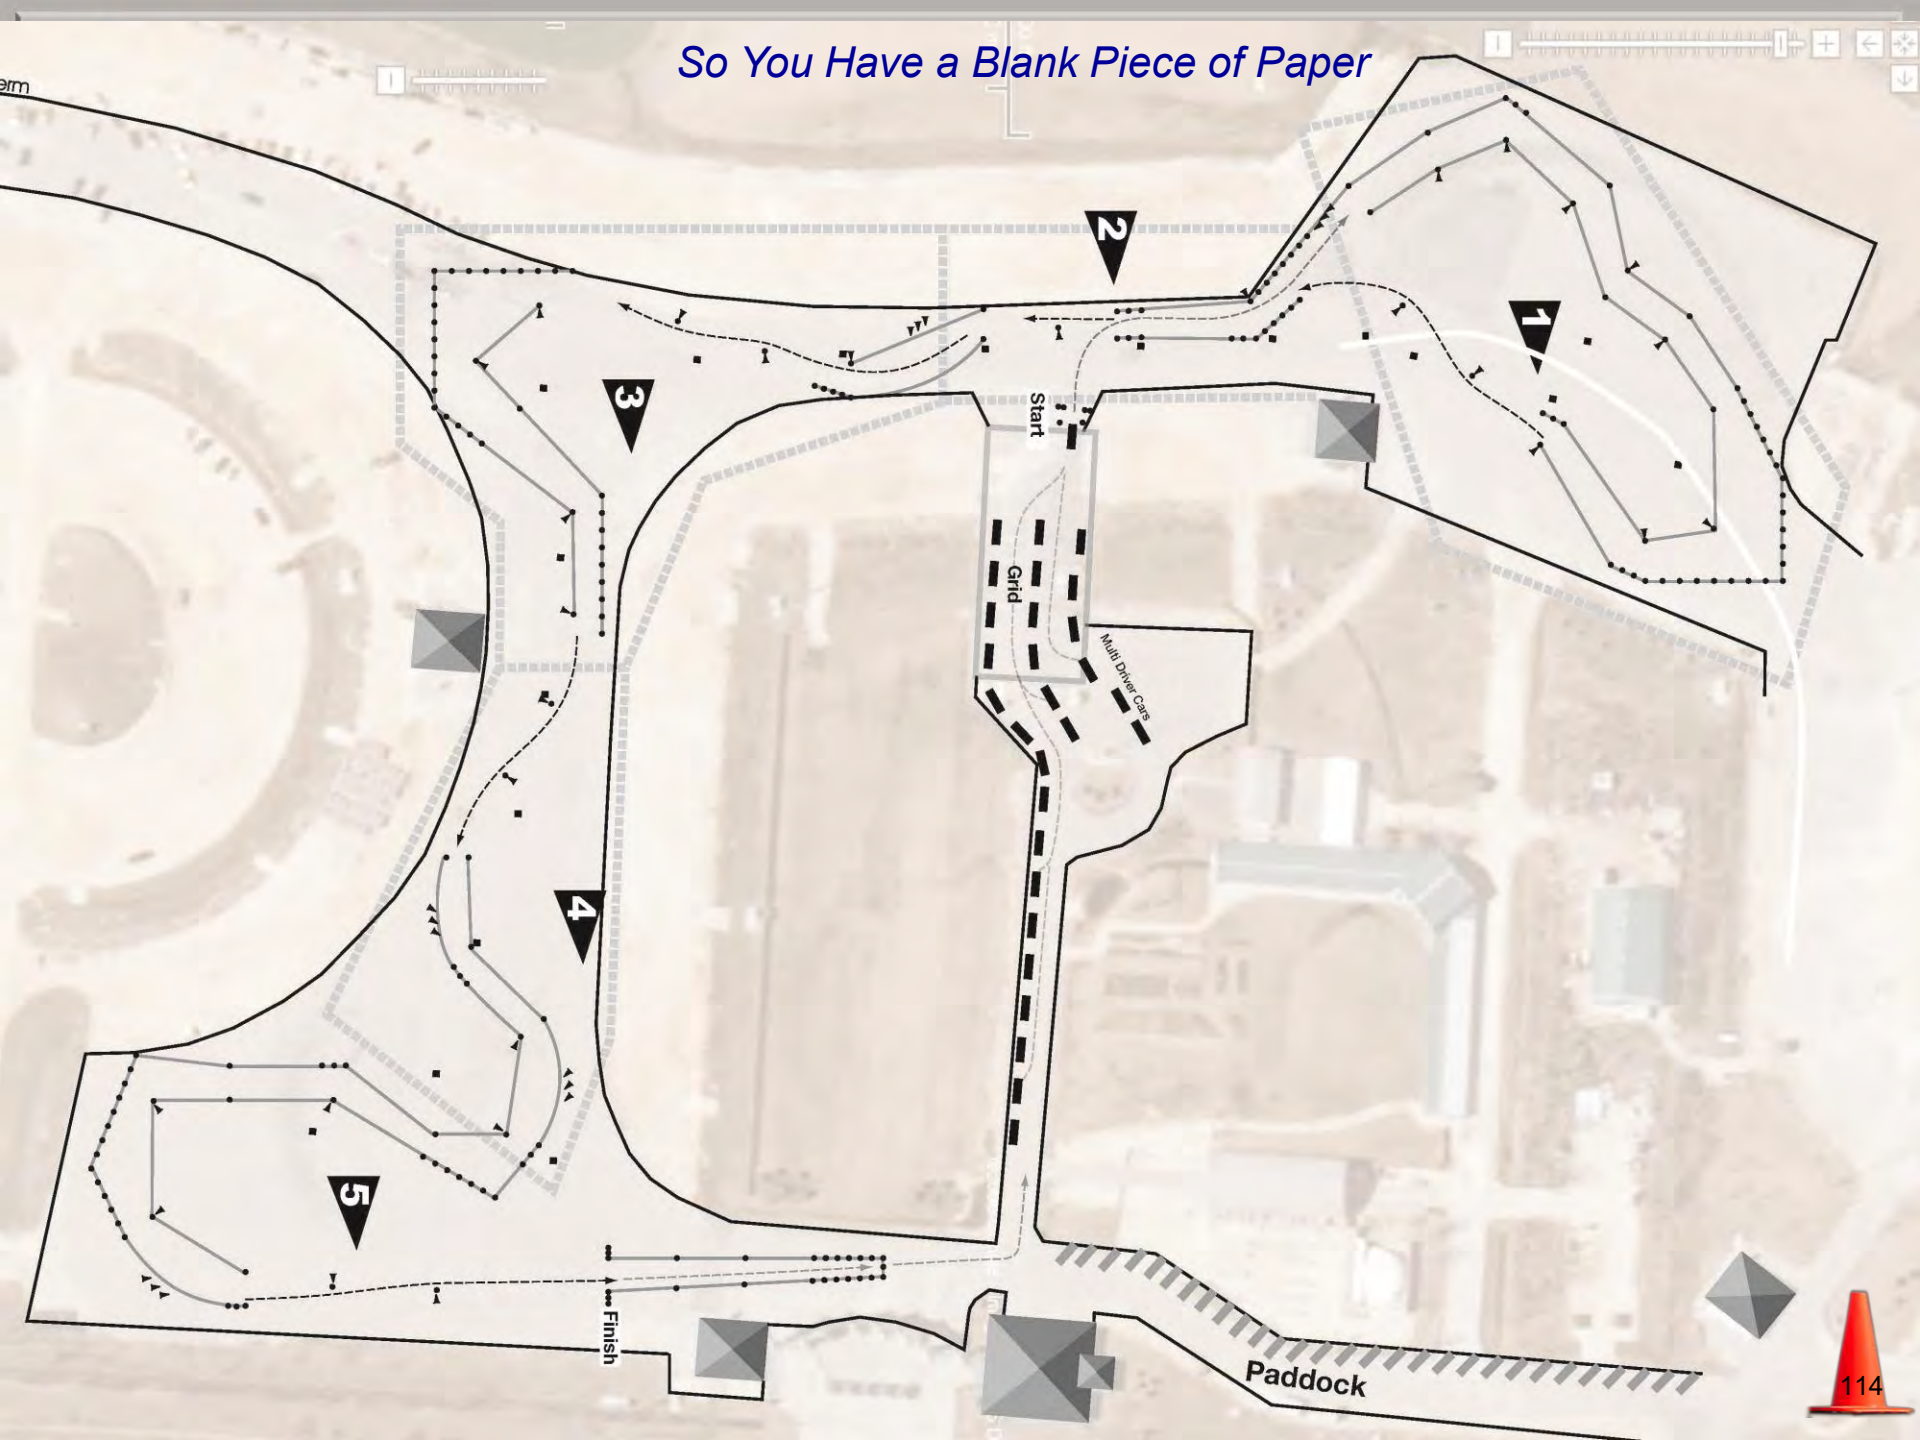 So You Have a Blank Piece of Paper
erm
2
1
3
Start
Grid
Multi Driver Cars
4
5
Finish
Paddock
114